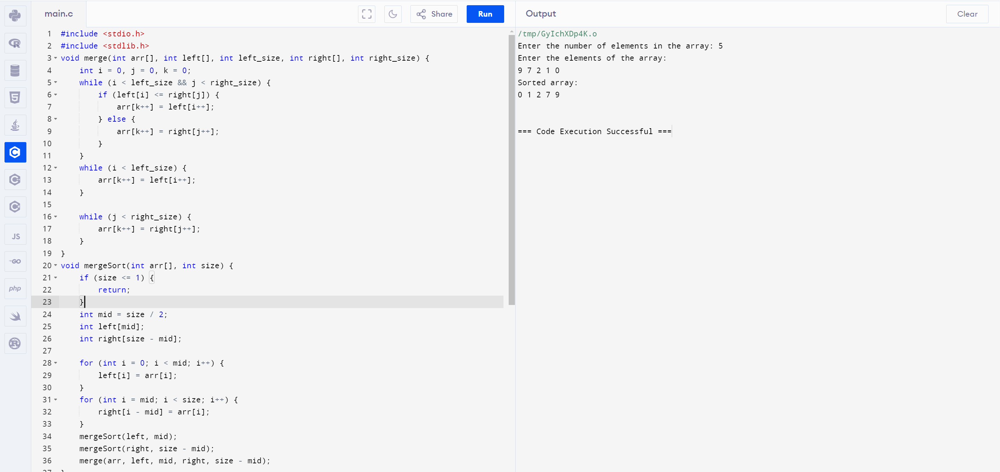 main.c
Share
Run
Output
Clear
1 #include <stdio.h>
2 #include <stdlib.h>
3 void merge(int arr[], int left[], int left_size, int right[], int right_size) {
4     int i = 0, j = 0, k = 0;
5     while (i < left_size && j < right_size) {
6         if (left[i] <= right[j]) {
7             arr[k++] = left[i++];
8         } else {
9             arr[k++] = right[j++];
10         }
11     }
12     while (i < left_size) {
13         arr[k++] = left[i++];
14     }
15
16     while (j < right_size) {
17         arr[k++] = right[j++];
18     }
19 }
20 void mergeSort(int arr[], int size) {
21     if (size <= 1) {
22         return;
23     }
24     int mid = size / 2;
25     int left[mid];
26     int right[size - mid];
27
28     for (int i = 0; i < mid; i++) {
29         left[i] = arr[i];
30     }
31     for (int i = mid; i < size; i++) {
32         right[i - mid] = arr[i];
33     }
34     mergeSort(left, mid);
35     mergeSort(right, size - mid);
36     merge(arr, left, mid, right, size - mid);
/tmp/GyIchXDp4K.o
Enter the number of elements in the array: 5
Enter the elements of the array:
9 7 2 1 0
Sorted array:
0 1 2 7 9
=== Code Execution Successful ===
R
5
C
C
C
JS
GO
php
R